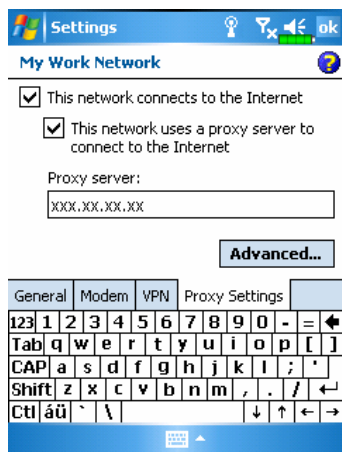 Settings ok
My Work Network ?
This network connects to the Internet
This network uses a proxy server to
connect to the Internet
Proxy server:
xxx.xx.xx.xx
Advanced...
General Modem VPN Proxy Settings
123 1 2 3 4 5 6 7 8 9 0 - = ←
Tab q w e r t y u i o p [ ]
CAP a s d f g h j k l ; '
Shift z x c v b n m , . / ↵
Ctl áü ` \ ↓ ↑ ← →